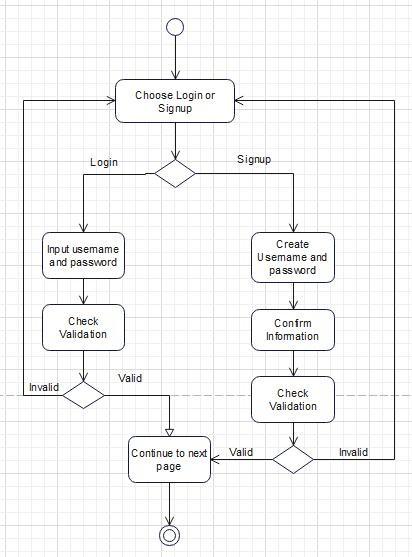 Choose Login or
Signup
Login
Signup
Input username
and password
Create
Username and
password
Check
Validation
Confirm
Information
Invalid
Valid
Check
Validation
Continue to next
page
Valid
Invalid